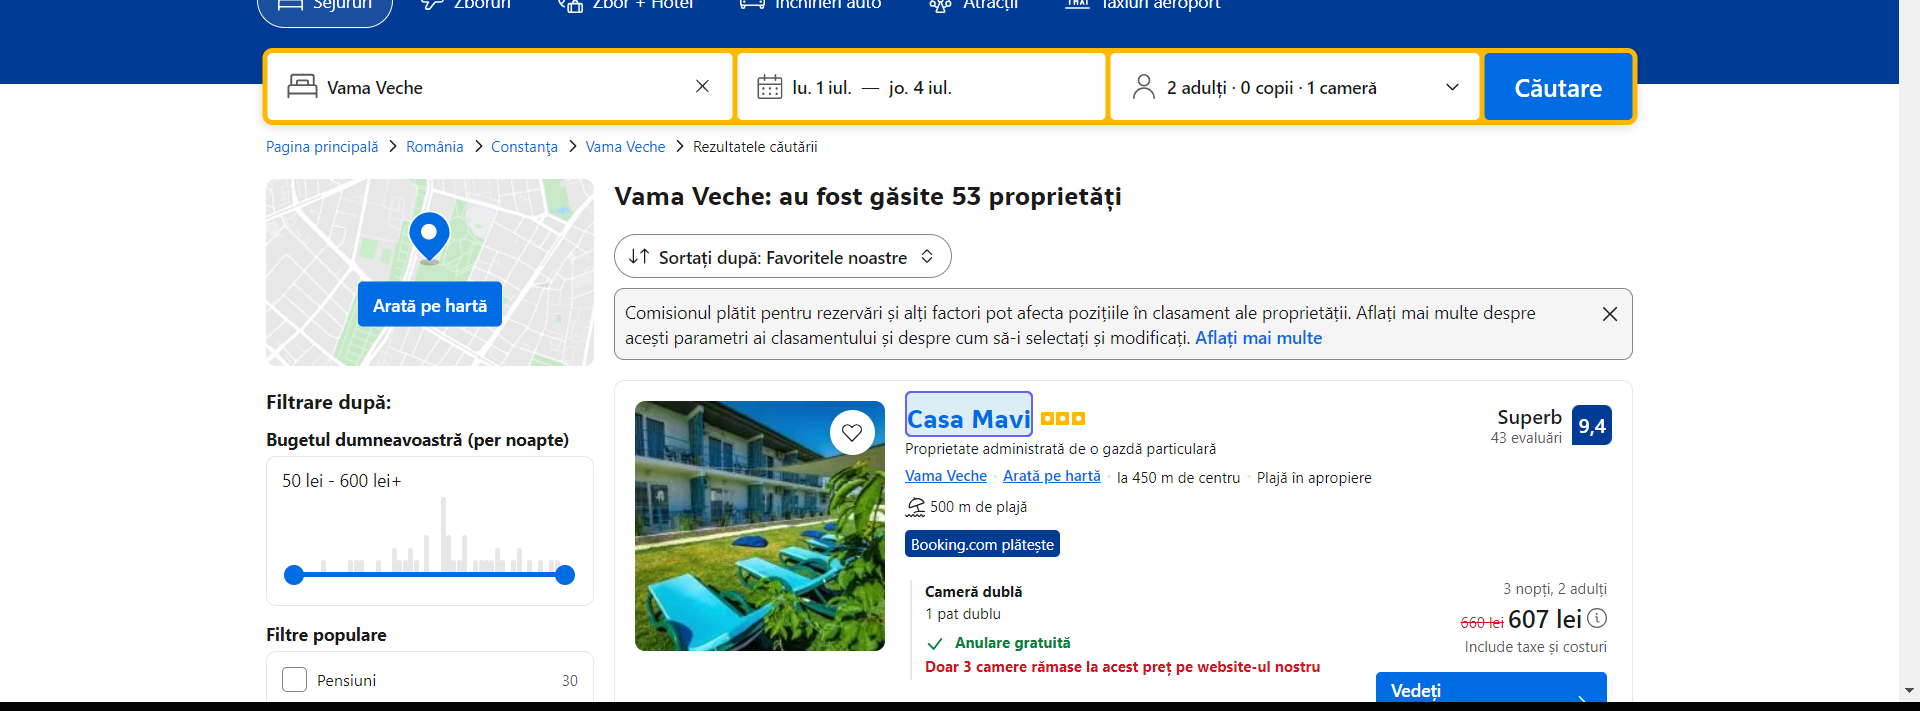 Sejururi
Zboruri
Zbor + Hotel
Închirieri auto
Atracții
Taxiuri aeroport
Vama Veche
lu. 1 iul. — jo. 4 iul.
2 adulți · 0 copii · 1 cameră
Căutare
Pagina principală > România > Constanţa > Vama Veche > Rezultatele căutării
Arată pe hartă
Vama Veche: au fost găsite 53 proprietăți
Sortați după: Favoritele noastre
Comisionul plătit pentru rezervări și alți factori pot afecta pozițiile în clasament ale proprietății. Aflați mai multe despre
acești parametri ai clasamentului și despre cum să-i selectați și modificați. Aflați mai multe
Filtrare după:
Bugetul dumneavoastră (per noapte)
50 lei - 600 lei+
Filtre populare
Pensiuni 30
Casa Mavi
Superb
43 evaluări
9,4
Proprietate administrată de o gazdă particulară
Vama Veche · Arată pe hartă · la 450 m de centru · Plajă în apropiere
500 m de plajă
Booking.com plătește
Cameră dublă
1 pat dublu
Anulare gratuită
Doar 3 camere rămase la acest preț pe website-ul nostru
3 nopți, 2 adulți
660 lei 607 lei
Include taxe și costuri
Vedeți